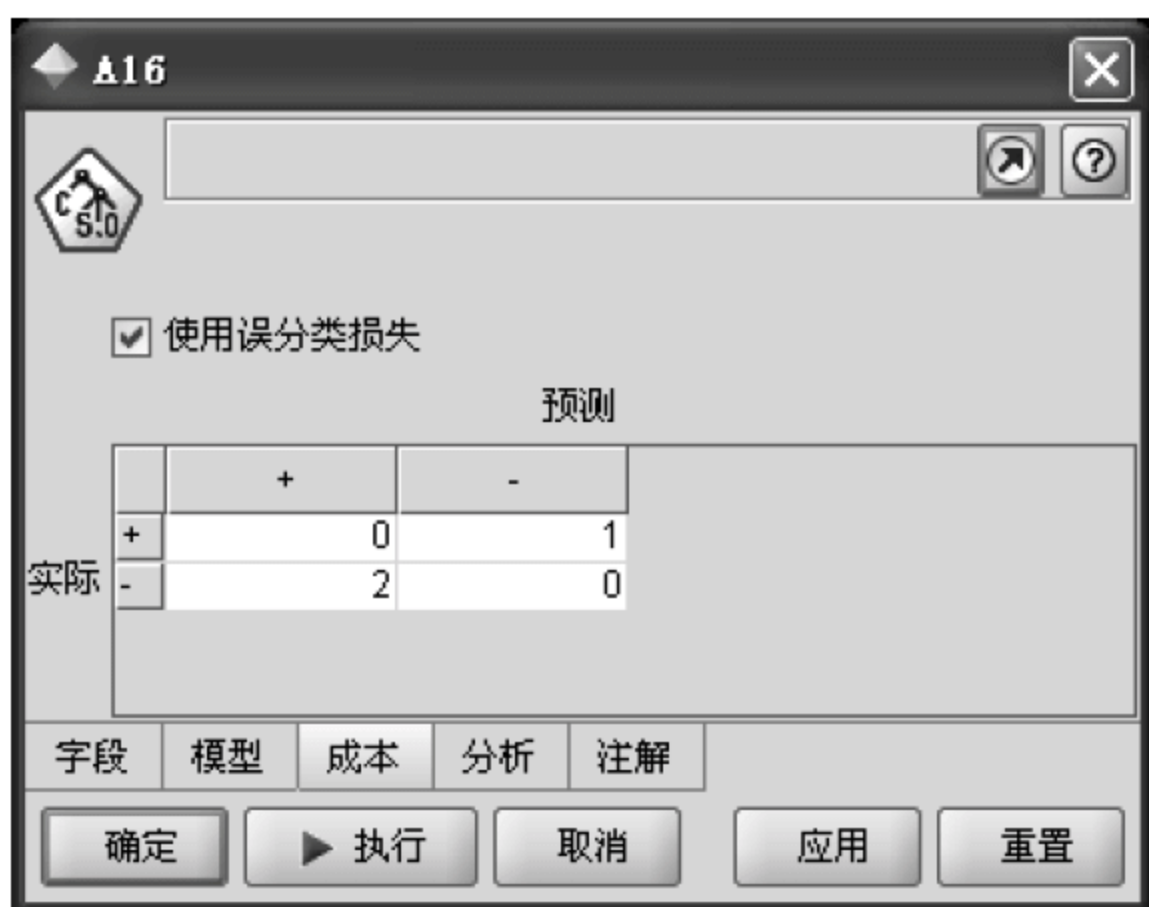 A16
C5.0
使用误分类损失
预测
+ -
+ 0 1
实际
- 2 0
字段 模型 成本 分析 注解
确定 执行 取消 应用 重置